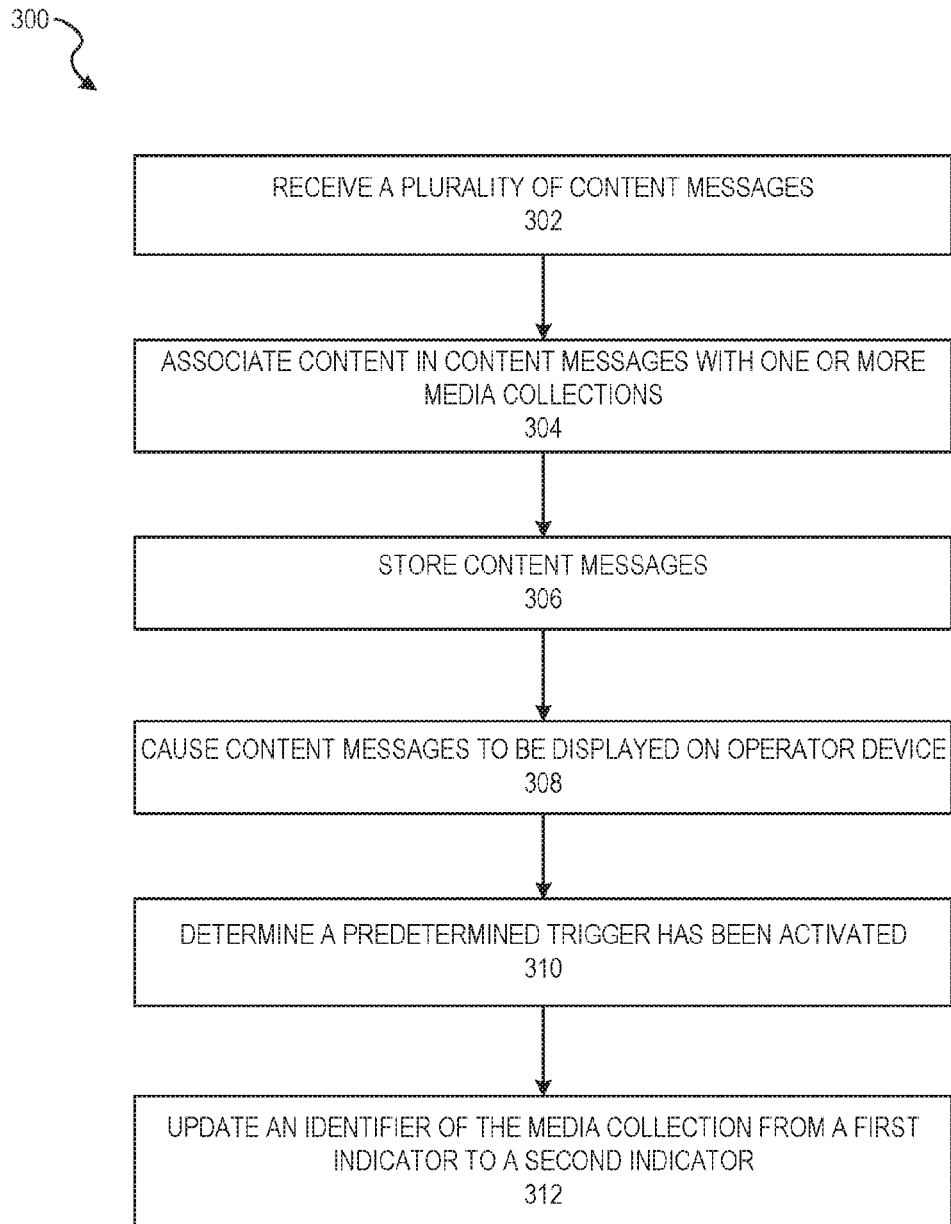 300
RECEIVE A PLURALITY OF CONTENT MESSAGES
302
ASSOCIATE CONTENT IN CONTENT MESSAGES WITH ONE OR MORE
MEDIA COLLECTIONS
304
STORE CONTENT MESSAGES
306
CAUSE CONTENT MESSAGES TO BE DISPLAYED ON OPERATOR DEVICE
308
DETERMINE A PREDETERMINED TRIGGER HAS BEEN ACTIVATED
310
UPDATE AN IDENTIFIER OF THE MEDIA COLLECTION FROM A FIRST
INDICATOR TO A SECOND INDICATOR
312